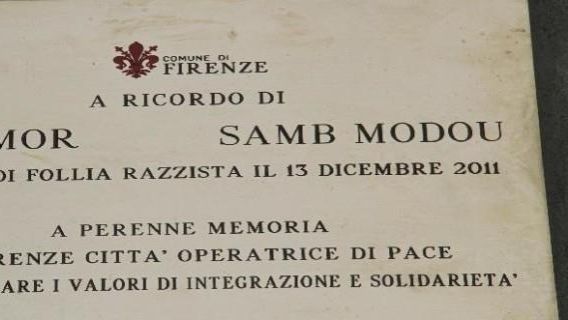 COMUNE DI
FIRENZE
A RICORDO DI
MOR SAMB MODOU
DI FOLLIA RAZZISTA IL 13 DICEMBRE 2011
A PERENNE MEMORIA
RENZE CITTA' OPERATRICE DI PACE
ARE I VALORI DI INTEGRAZIONE E SOLIDARIETA'